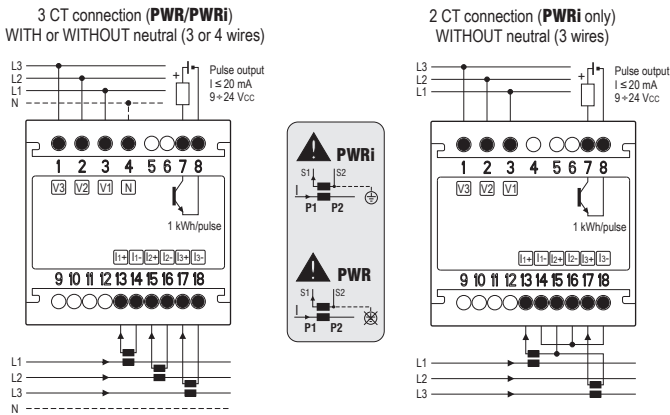 3 CT connection (PWR/PWRi)
WITH or WITHOUT neutral (3 or 4 wires)
L3
L2
L1
N
+
Pulse output
I ≤ 20 mA
9÷24 Vcc
1 2 3 4 5 6 7 8
V3 V2 V1 N
1 kWh/pulse
I1+ I1- I2+ I2- I3+ I3-
9 10 11 12 13 14 15 16 17 18
L1
L2
L3
N
PWRi
S1 S2
I
P1 P2
PWR
S1 S2
I
P1 P2
2 CT connection (PWRi only)
WITHOUT neutral (3 wires)
L3
L2
L1
+
Pulse output
I ≤ 20 mA
9÷24 Vcc
1 2 3 4 5 6 7 8
V3 V2 V1
1 kWh/pulse
I1+ I1- I2+ I2- I3+ I3-
9 10 11 12 13 14 15 16 17 18
L1
L2
L3